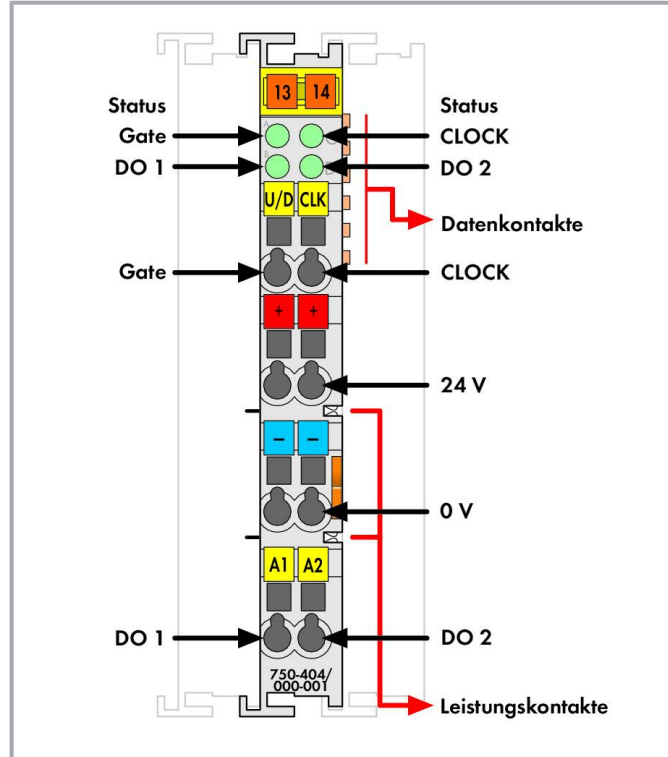 13 14
Status
Status
Gate
CLOCK
DO 1
DO 2
U/D CLK
Datenkontakte
Gate
CLOCK
+ +
24 V
– –
0 V
A1 A2
DO 1
DO 2
750-404/
000-001
Leistungskontakte